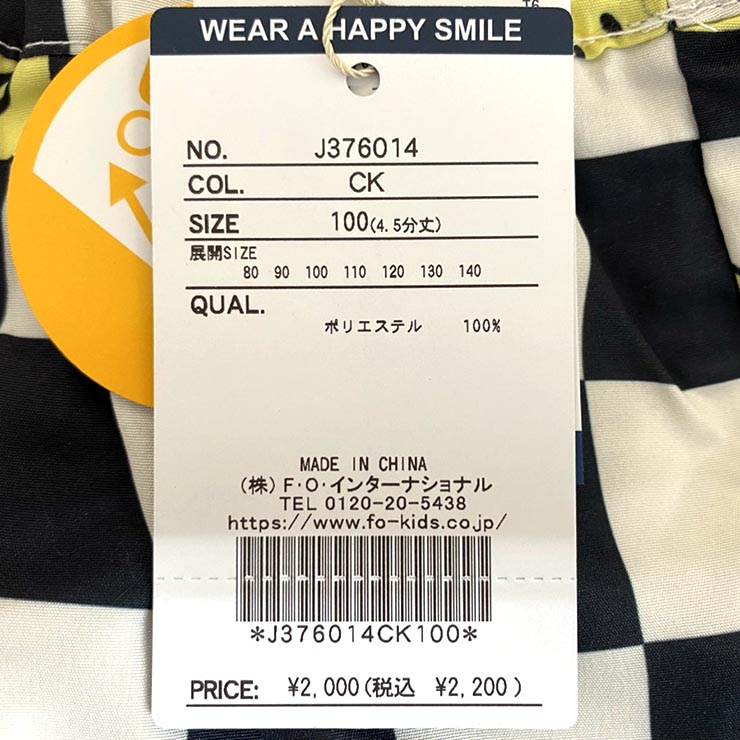 WEAR A HAPPY SMILE
NO. J376014
COL. CK
SIZE 100(4.5分丈)
展開SIZE
80 90 100 110 120 130 140
QUAL.
ポリエステル 100%
MADE IN CHINA
(株)F・O・インターナショナル
TEL 0120-20-5438
https://www.fo-kids.co.jp/
*J376014CK100*
PRICE: ¥2,000(税込 ¥2,200)